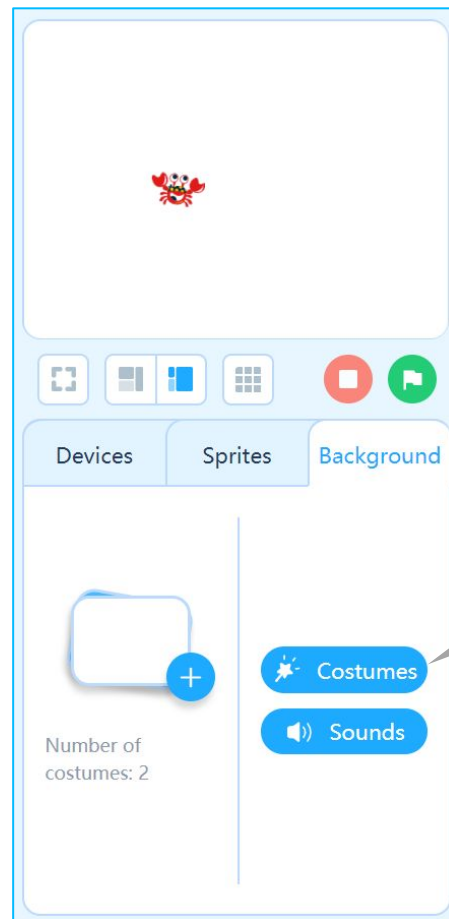 Devices
Sprites
Background
Costumes
Sounds
Number of
costumes: 2